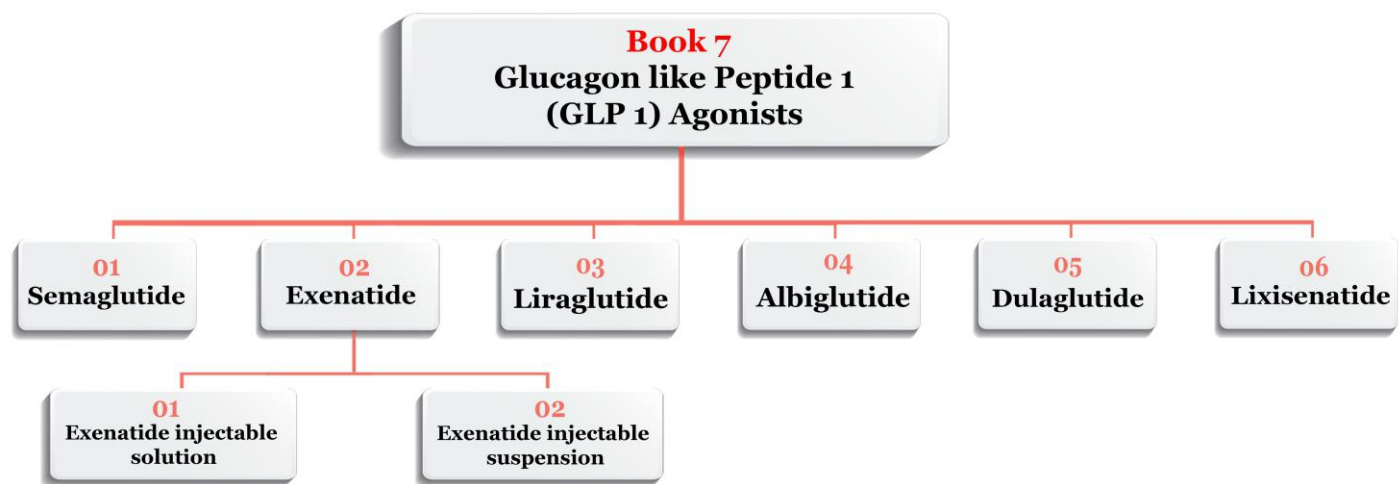 Book 7
Glucagon like Peptide 1
(GLP 1) Agonists
01
Semaglutide
02
Exenatide
03
Liraglutide
04
Albiglutide
05
Dulaglutide
06
Lixisenatide
01
Exenatide injectable
solution
02
Exenatide injectable
suspension